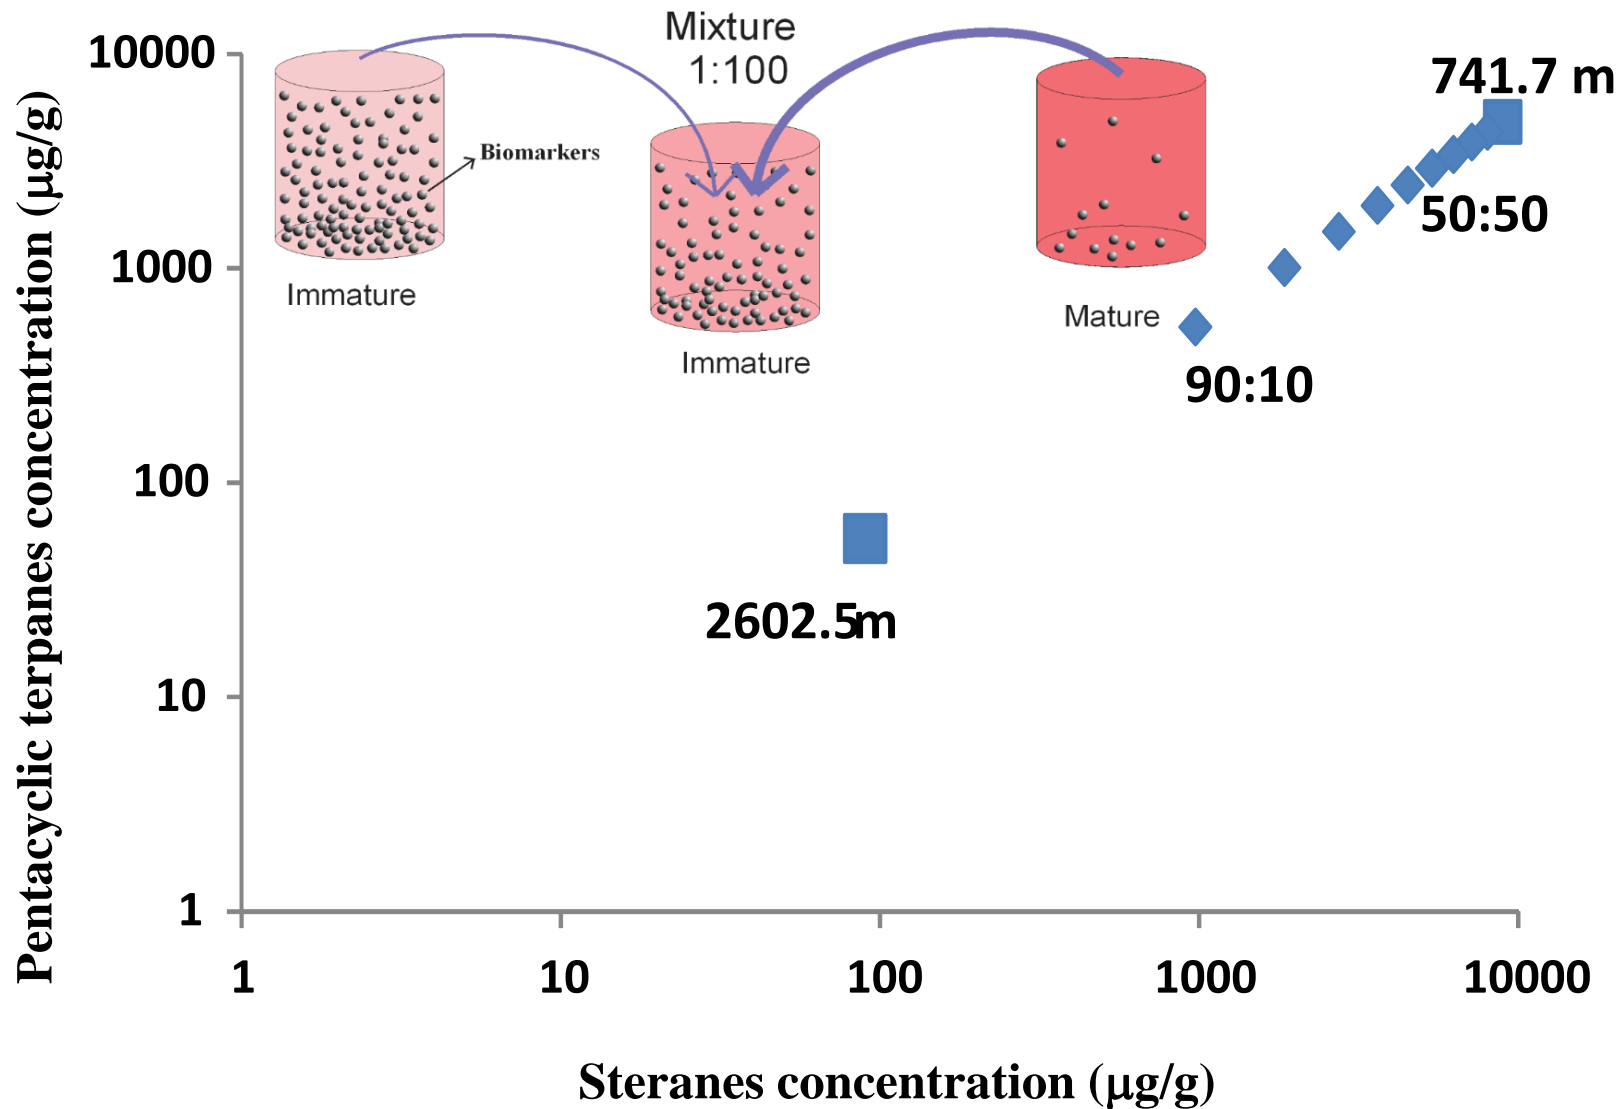 Mixture
1:100
10000
741.7 m
Biomarkers
50:50
1000
Immature
Mature
Immature
90:10
100
2602.5m
10
1
1
10
100
1000
10000
Pentacyclic terpanes concentration (μg/g)
Steranes concentration (μg/g)